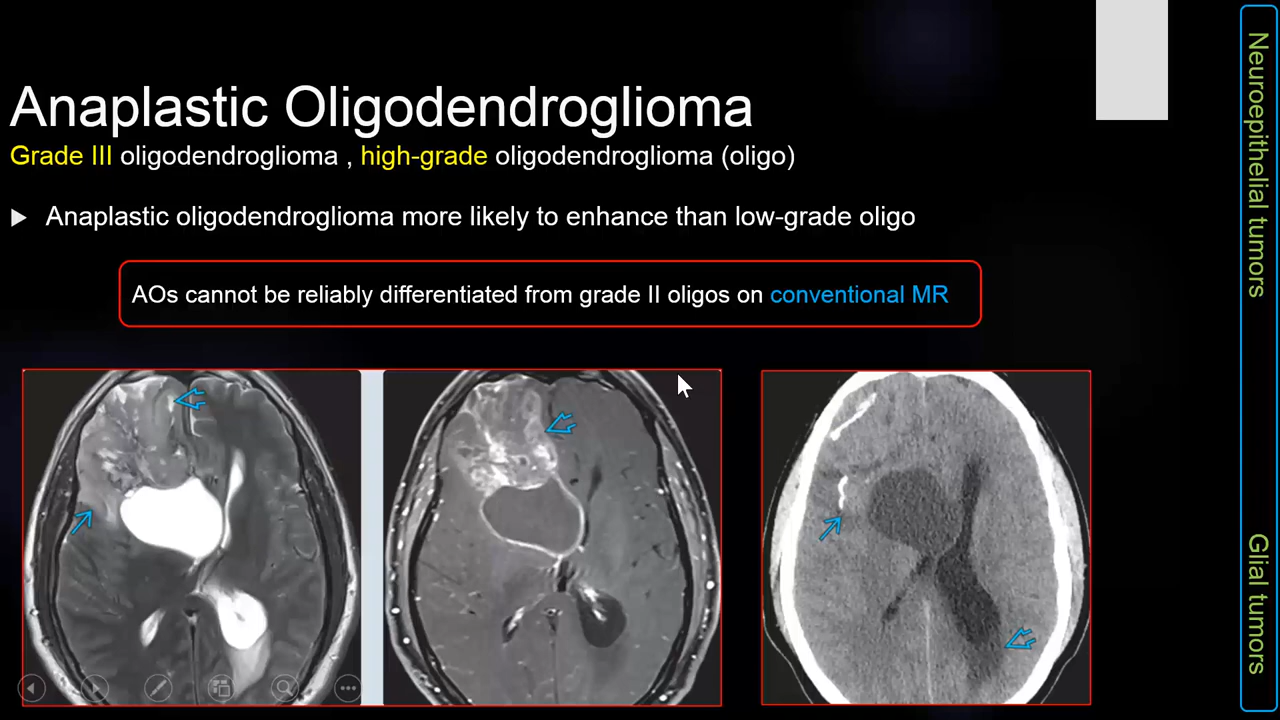 Anaplastic Oligodendroglioma
Grade III oligodendroglioma , high-grade oligodendroglioma (oligo)
Anaplastic oligodendroglioma more likely to enhance than low-grade oligo
AOs cannot be reliably differentiated from grade II oligos on conventional MR
Neuroepithelial tumors
Glial tumors